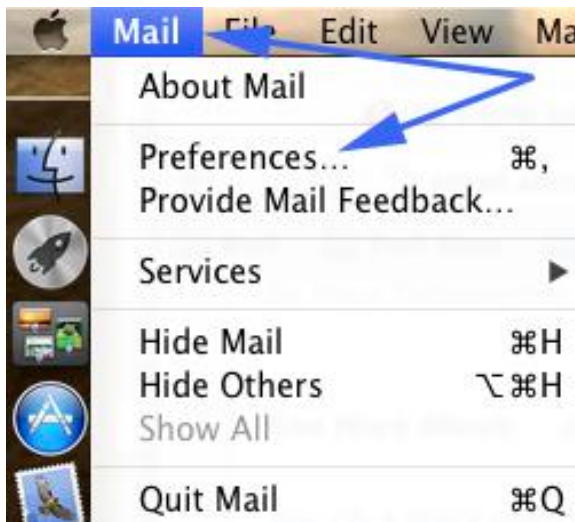 Mail File Edit View Ma
About Mail
Preferences... ⌘,
Provide Mail Feedback...
Services ▶
Hide Mail ⌘H
Hide Others ⌥⌘H
Show All
Quit Mail ⌘Q